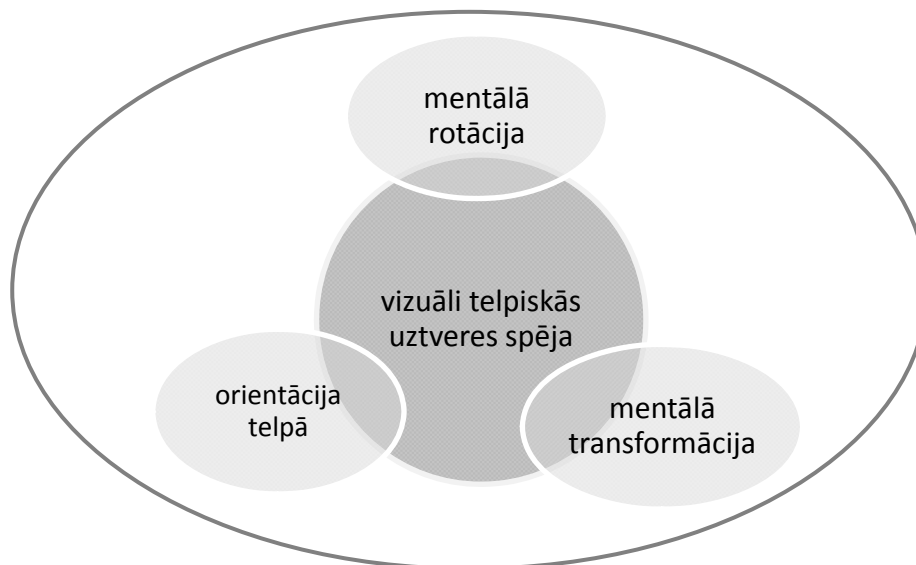 mentālā
rotācija
vizuāli telpiskās
uztveres spēja
orientācija
telpā
mentālā
transformācija